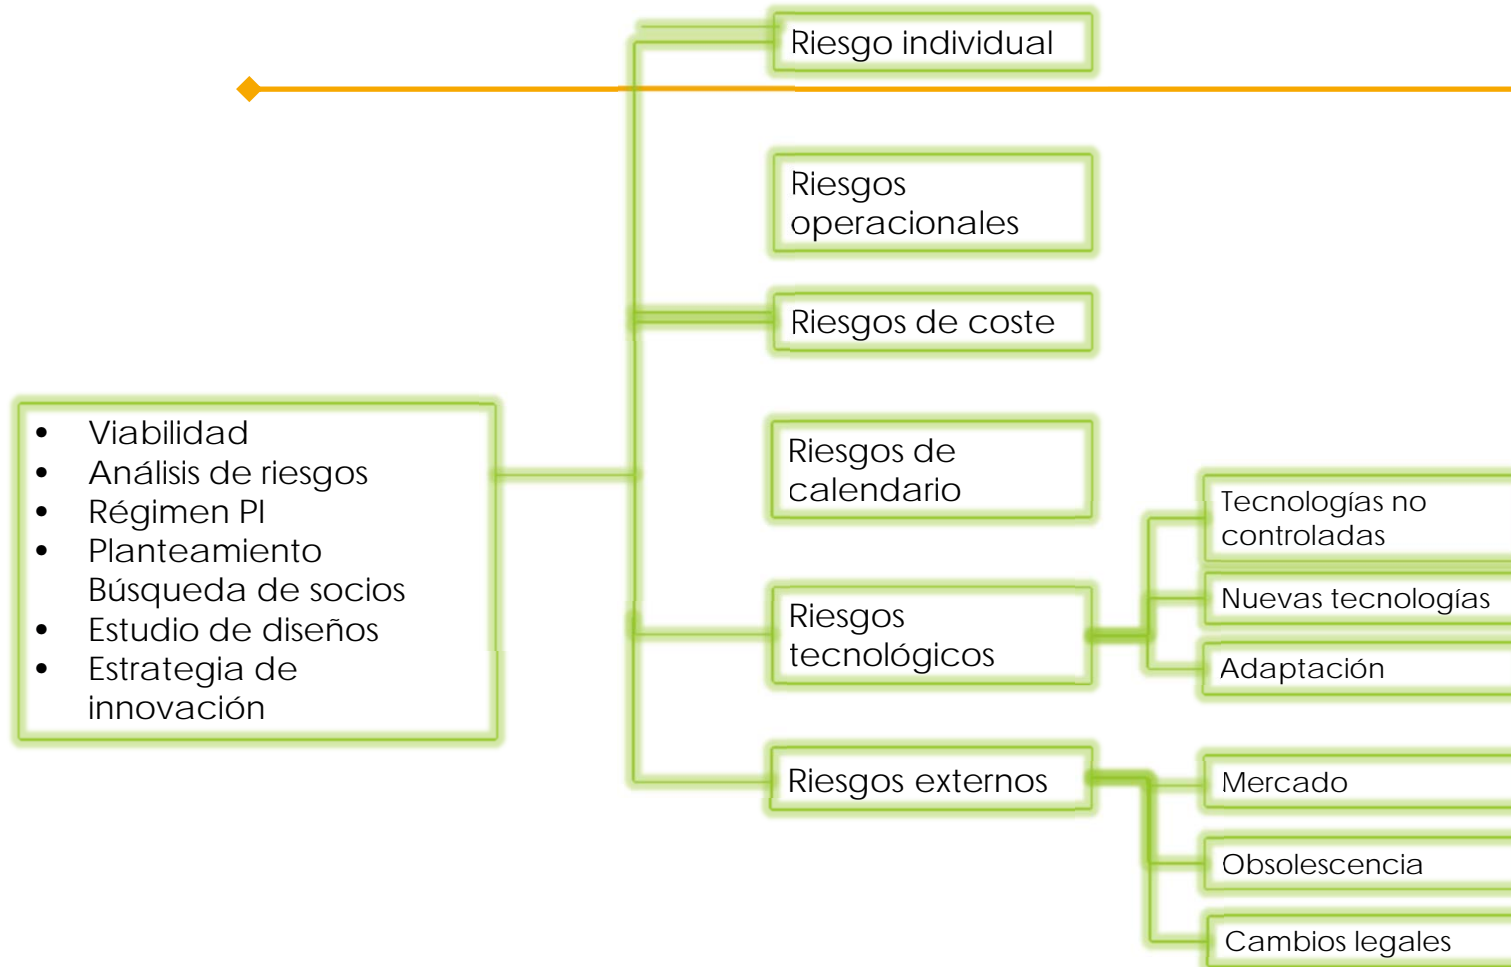 Riesgo individual
Riesgos
operacionales
Riesgos de coste
• Viabilidad
• Análisis de riesgos
• Régimen PI
• Planteamiento
Búsqueda de socios
• Estudio de diseños
• Estrategia de
innovación
Riesgos de
calendario
Riesgos
tecnológicos
Riesgos externos
Tecnologías no
controladas
Nuevas tecnologías
Adaptación
Mercado
Obsolescencia
Cambios legales